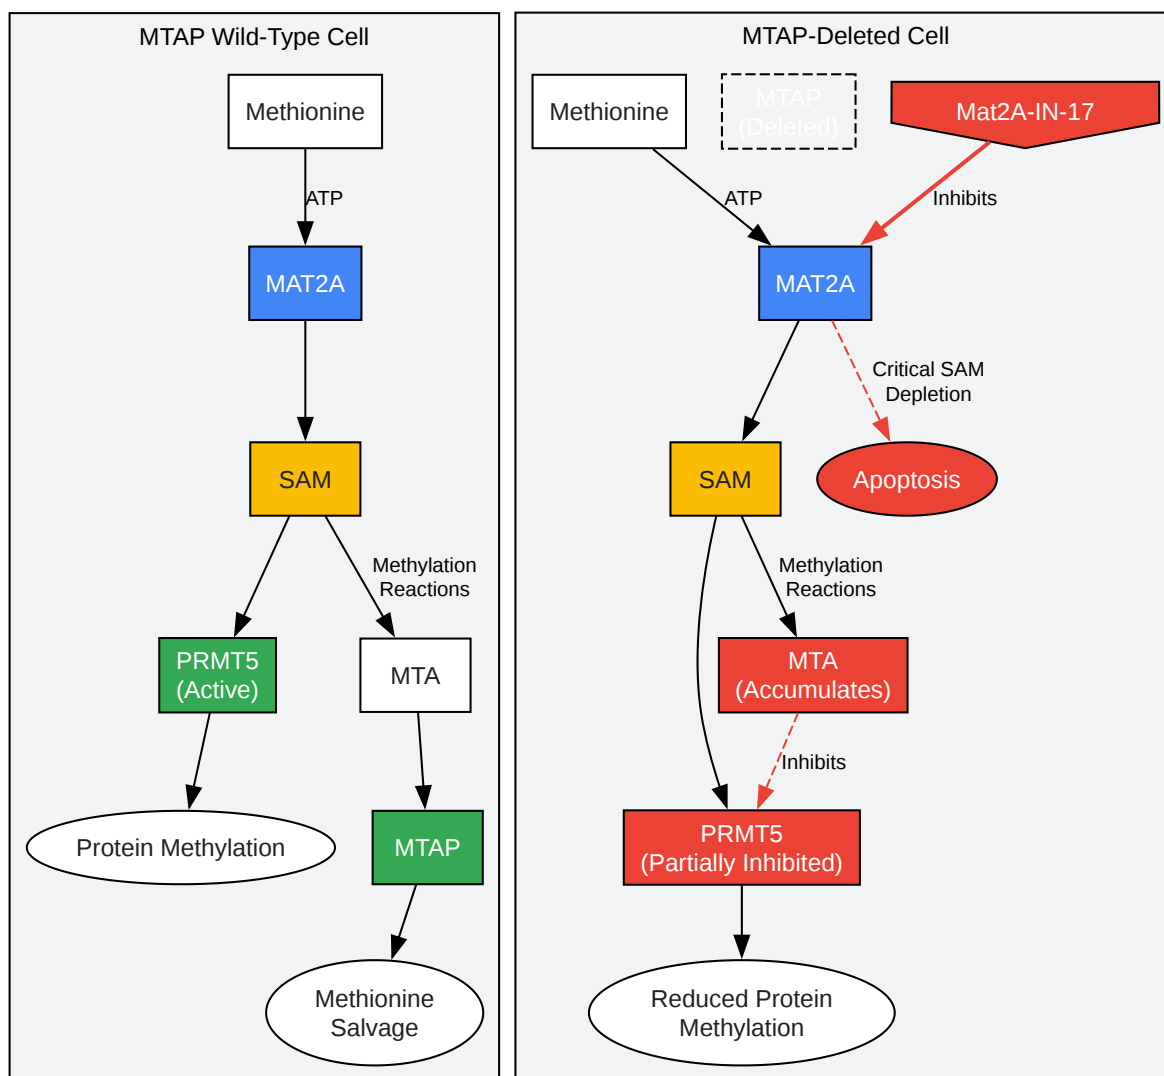 MTAP Wild-Type Cell
Methionine
ATP
MAT2A
SAM
Methylation
Reactions
PRMT5
(Active)
MTA
Protein Methylation
MTAP
Methionine
Salvage
MTAP-Deleted Cell
Methionine
MTAP
(Deleted)
Mat2A-IN-17
ATP
Inhibits
MAT2A
Critical SAM
Depletion
SAM
Apoptosis
Methylation
Reactions
MTA
(Accumulates)
Inhibits
PRMT5
(Partially Inhibited)
Reduced Protein
Methylation